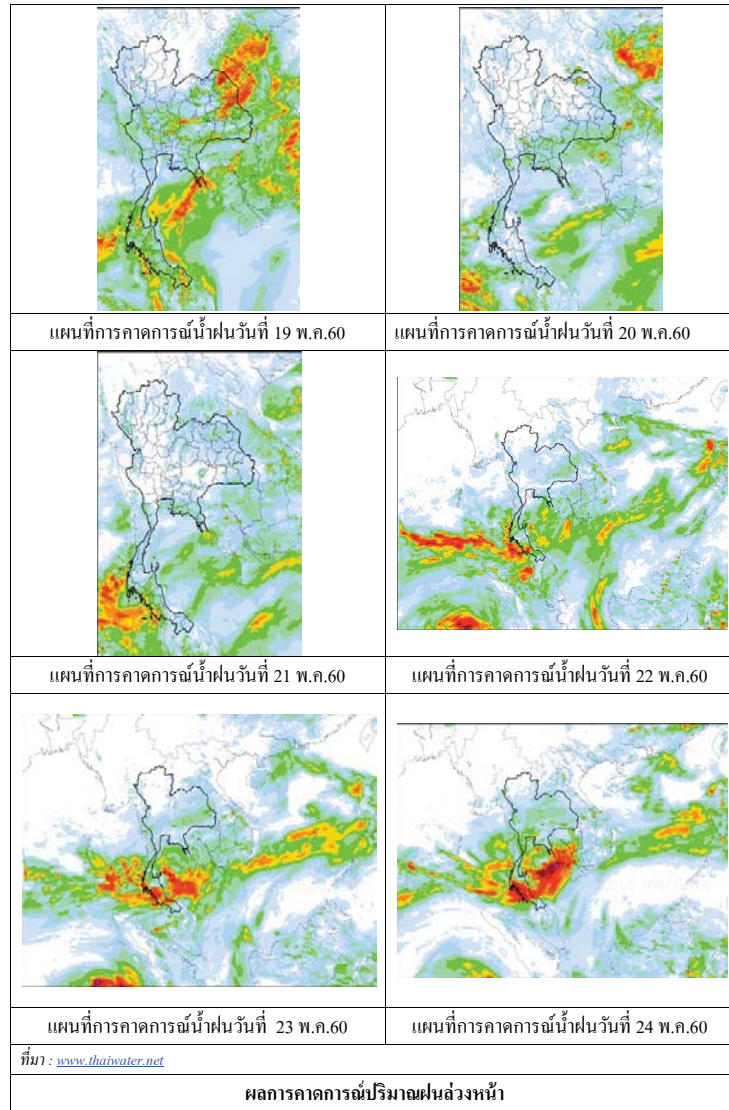 แผนที่การคาดการณ์น้ำฝนวันที่ 19 พ.ค.60
แผนที่การคาดการณ์น้ำฝนวันที่ 20 พ.ค.60
แผนที่การคาดการณ์น้ำฝนวันที่ 21 พ.ค.60
แผนที่การคาดการณ์น้ำฝนวันที่ 22 พ.ค.60
แผนที่การคาดการณ์น้ำฝนวันที่ 23 พ.ค.60
แผนที่การคาดการณ์น้ำฝนวันที่ 24 พ.ค.60
ที่มา : www.thaiwater.net
ผลการคาดการณ์ปริมาณฝนล่วงหน้า